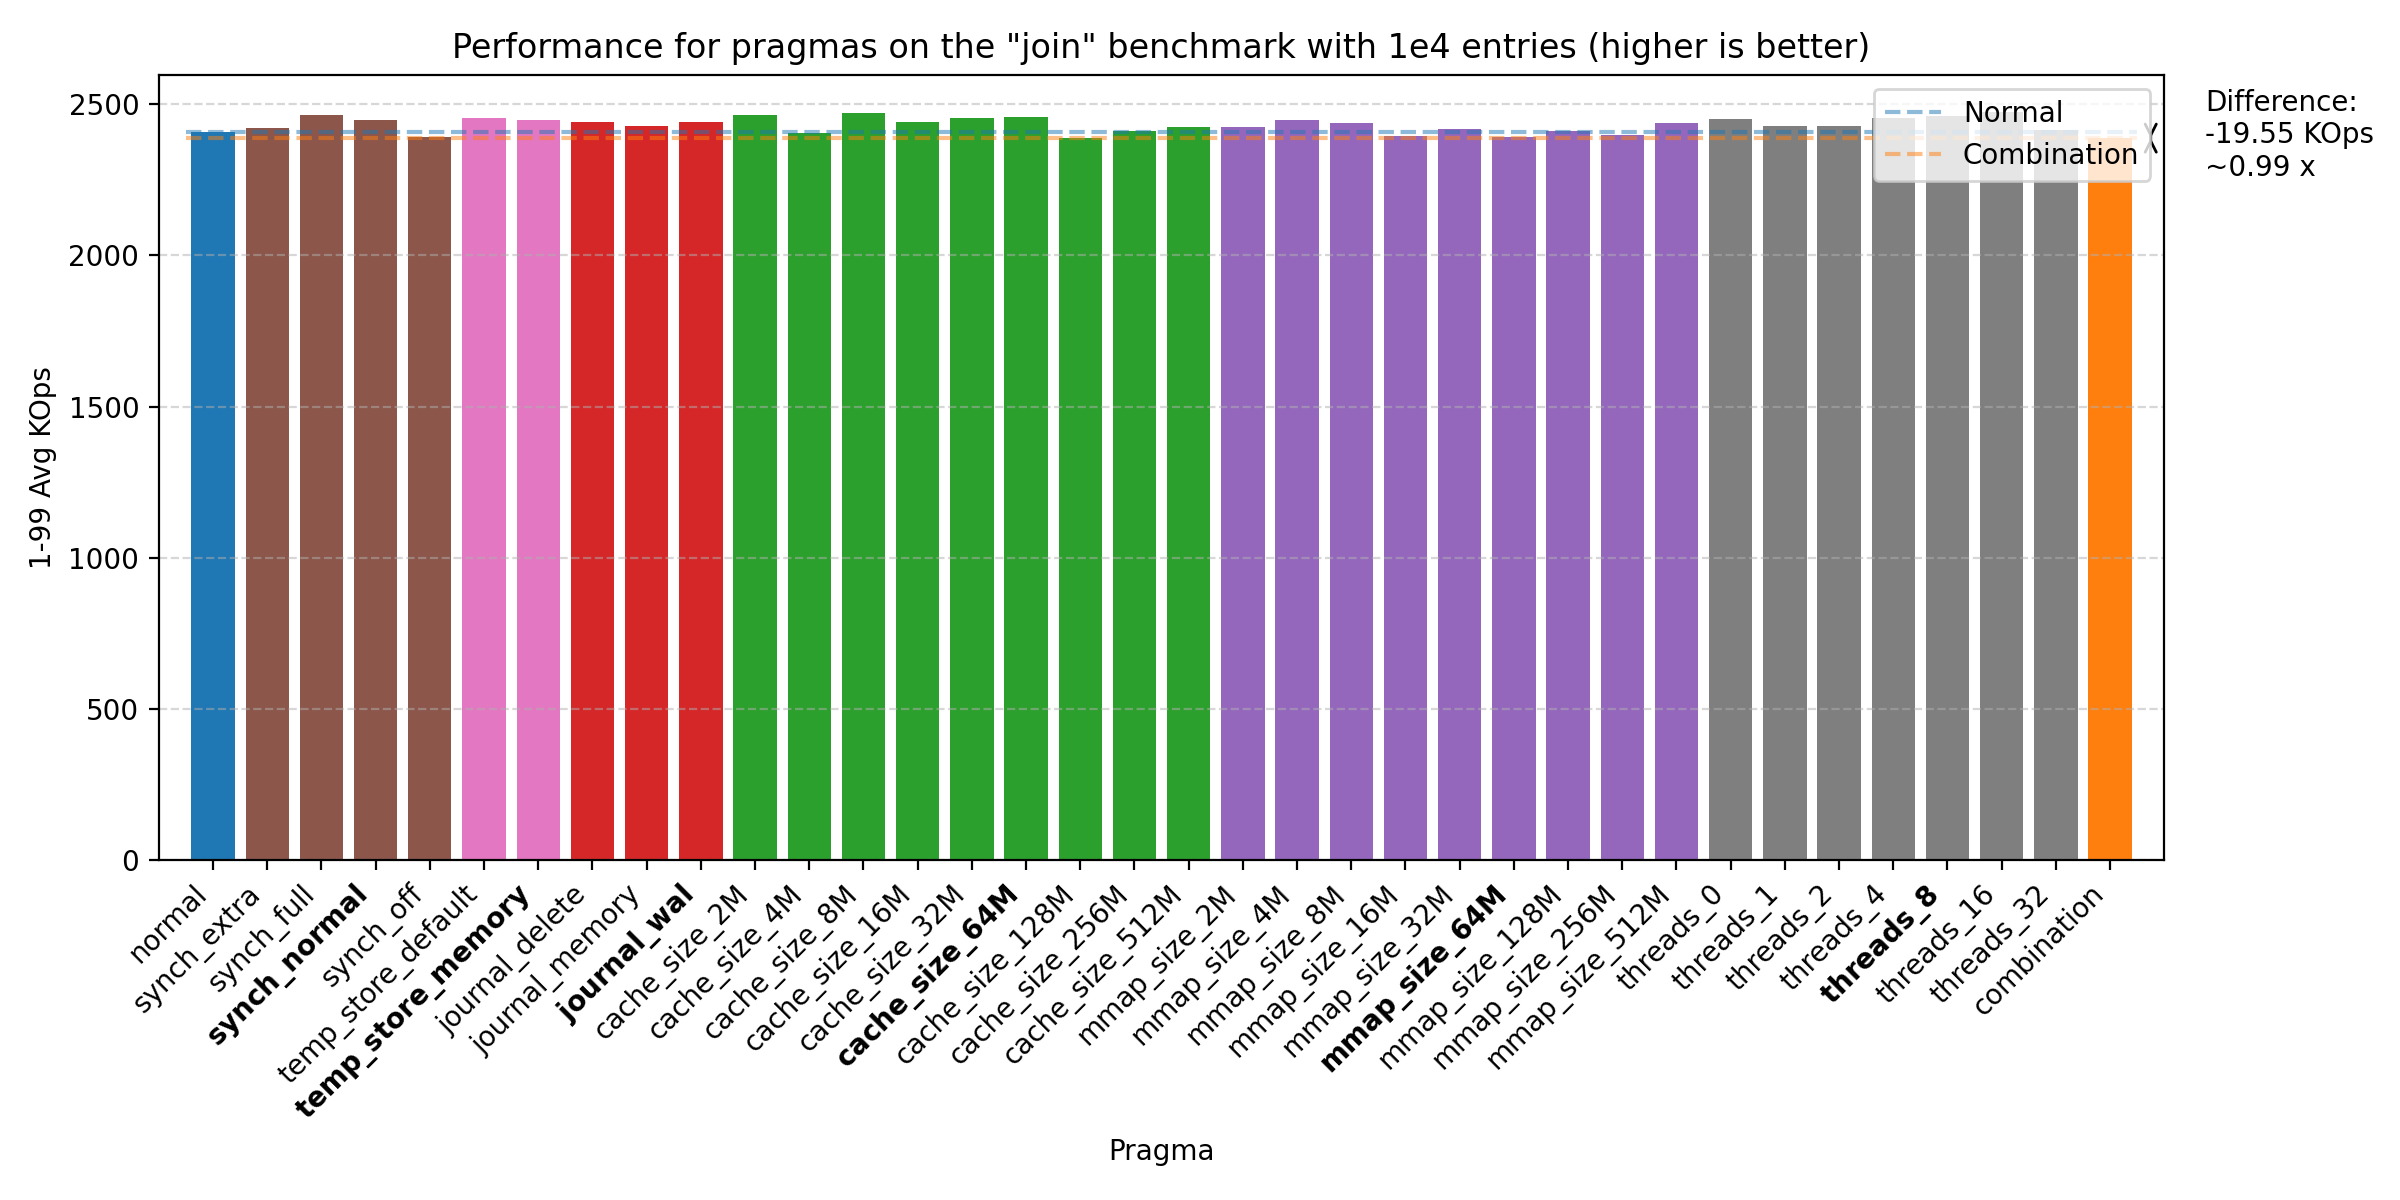 Performance for pragmas on the "join" benchmark with 1e4 entries (higher is better)
2500
2000
1500
1000
500
0
1-99 Avg KOps
Normal
Combination
Difference:
-19.55 KOps
~0.99 x
normal
synch_extra
synch_full
synch_normal
synch_off
temp_store_default
temp_store_memory
journal_delete
journal_memory
journal_wal
cache_size_2M
cache_size_4M
cache_size_8M
cache_size_16M
cache_size_32M
cache_size_64M
cache_size_128M
cache_size_256M
cache_size_512M
mmap_size_2M
mmap_size_4M
mmap_size_8M
mmap_size_16M
mmap_size_32M
mmap_size_64M
mmap_size_128M
mmap_size_256M
mmap_size_512M
threads_0
threads_1
threads_2
threads_4
threads_8
threads_16
threads_32
combination
Pragma